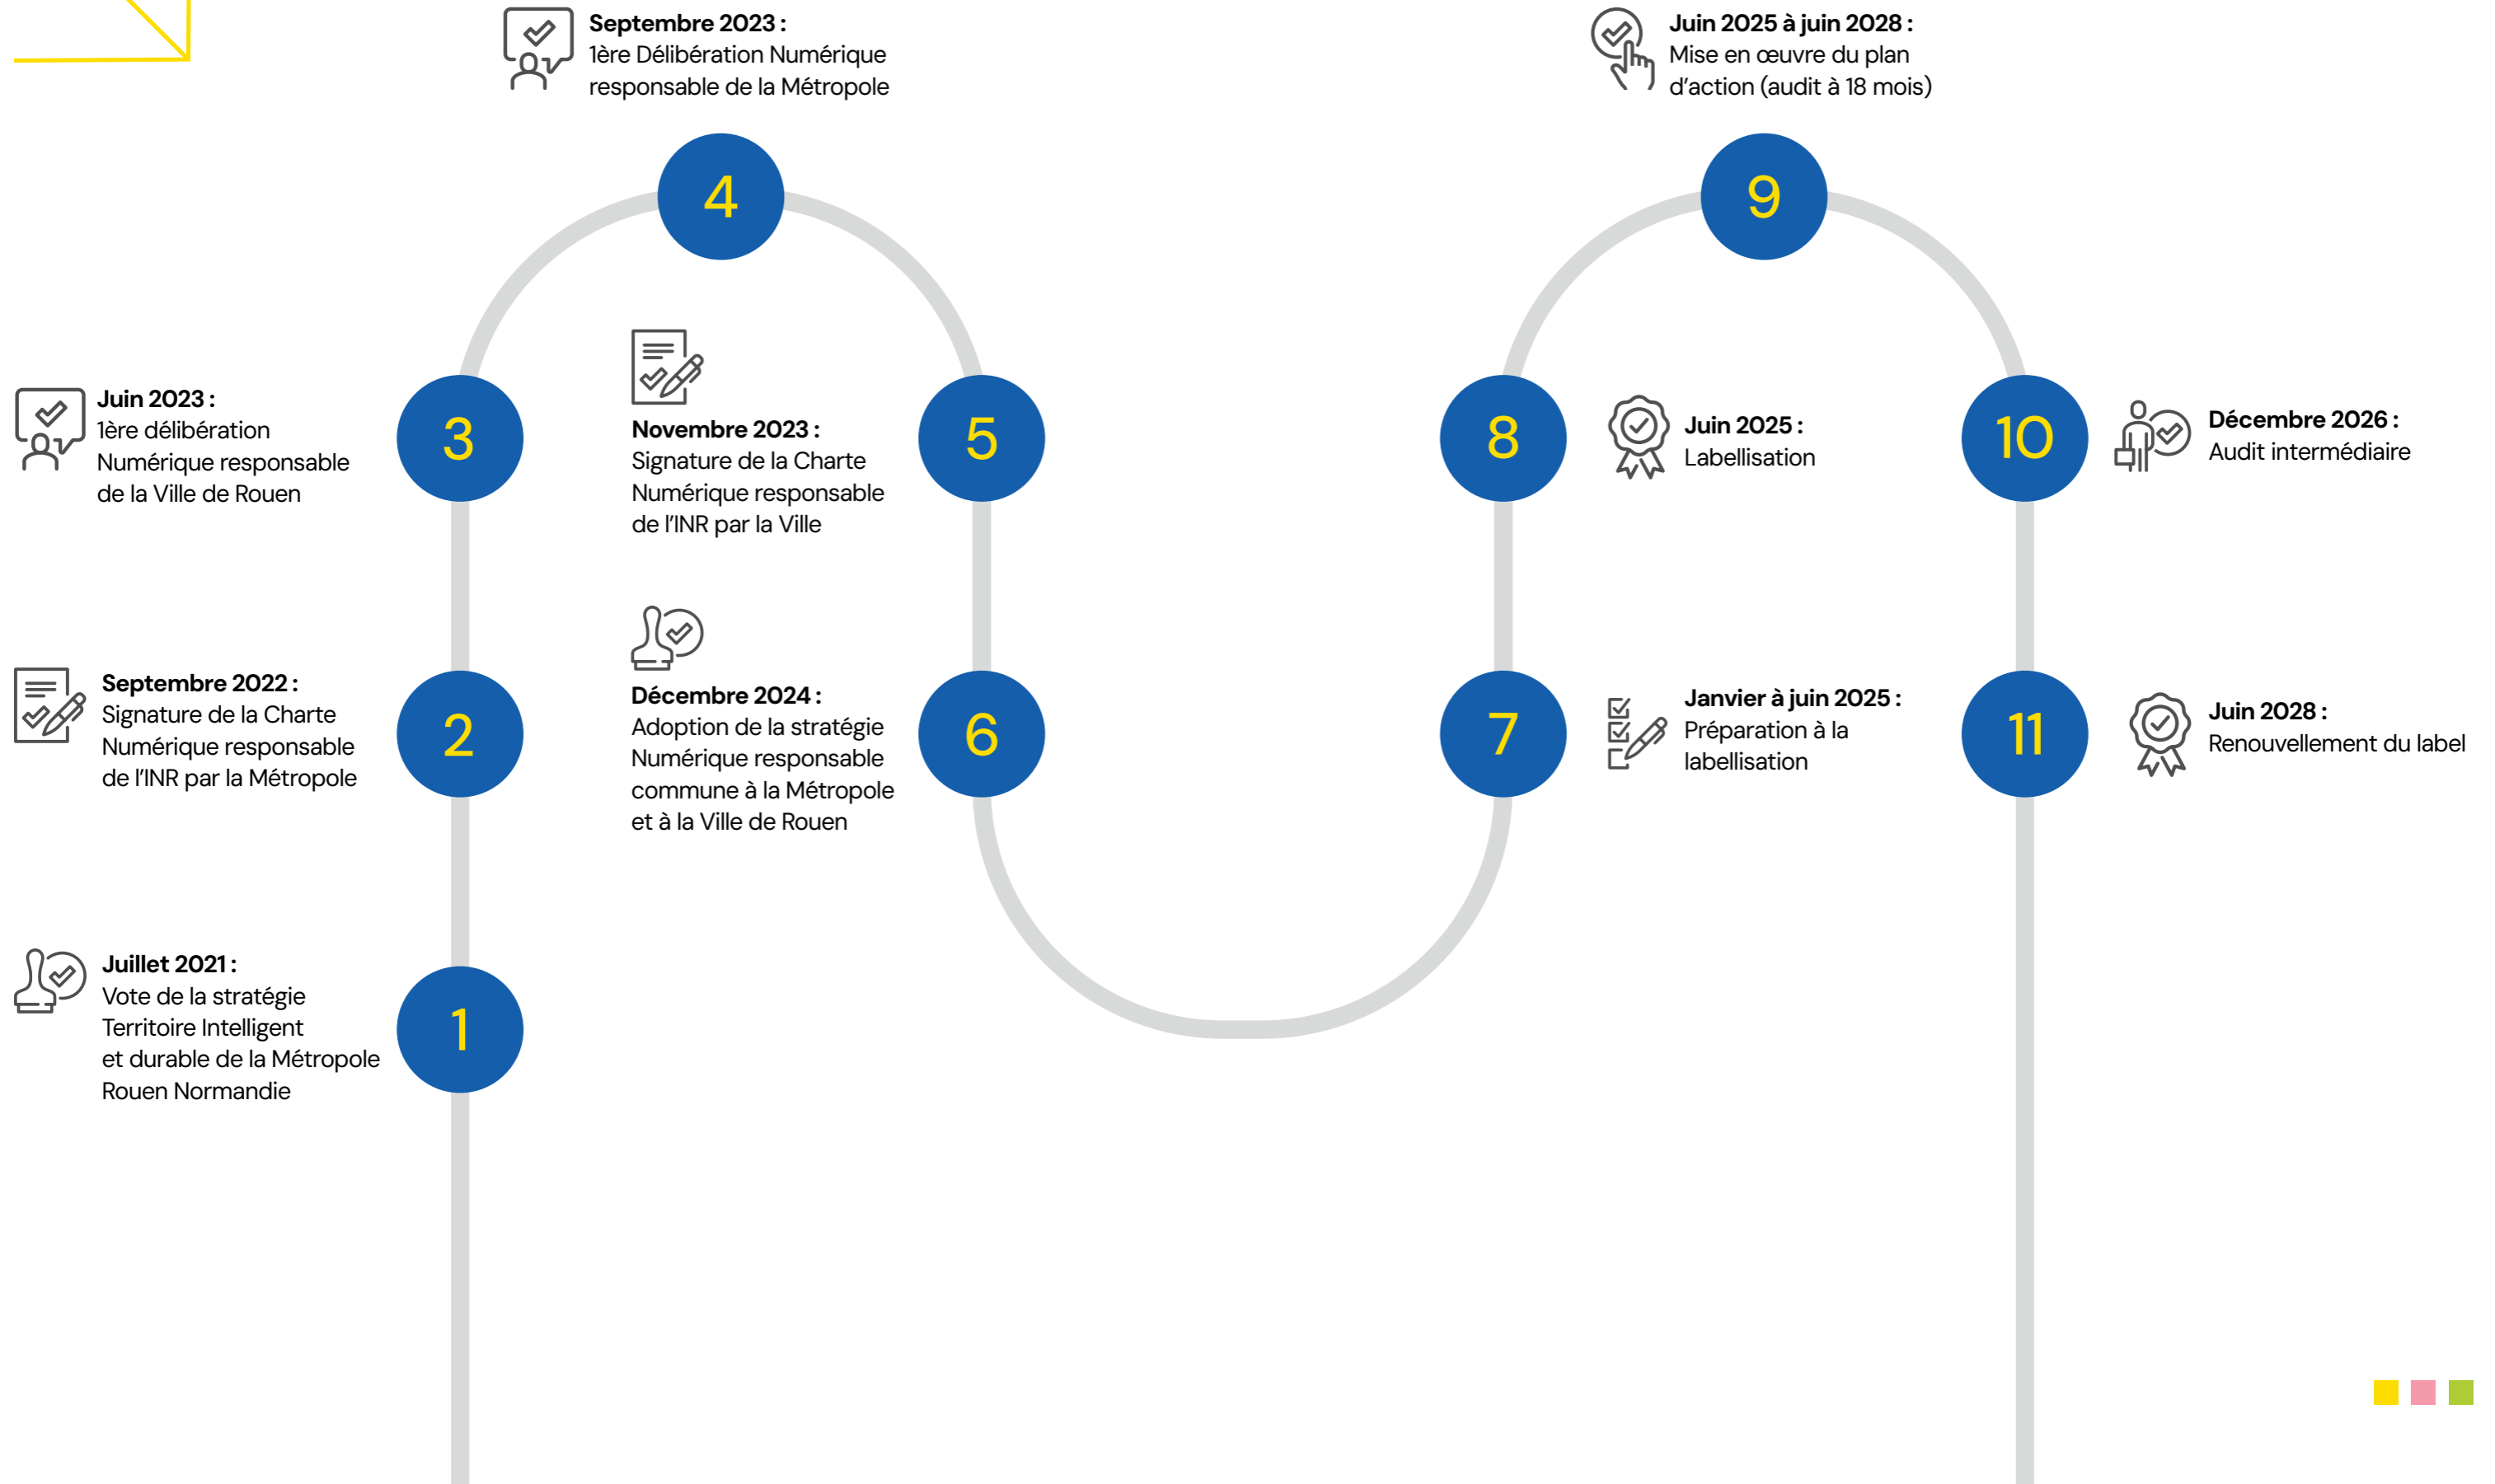 1
Juillet 2021 :
Vote de la stratégie
Territoire Intelligent
et durable de la Métropole
Rouen Normandie
2
Septembre 2022 :
Signature de la Charte
Numérique responsable
de l'INR par la Métropole
3
Juin 2023 :
1ère délibération
Numérique responsable
de la Ville de Rouen
4
Septembre 2023 :
1ère Délibération Numérique
responsable de la Métropole
5
Novembre 2023 :
Signature de la Charte
Numérique responsable
de l'INR par la Ville
6
Décembre 2024 :
Adoption de la stratégie
Numérique responsable
commune à la Métropole
et à la Ville de Rouen
7
Janvier à juin 2025 :
Préparation à la
labellisation
8
Juin 2025 :
Labellisation
9
Juin 2025 à juin 2028 :
Mise en œuvre du plan
d'action (audit à 18 mois)
10
Décembre 2026 :
Audit intermédiaire
11
Juin 2028 :
Renouvellement du label